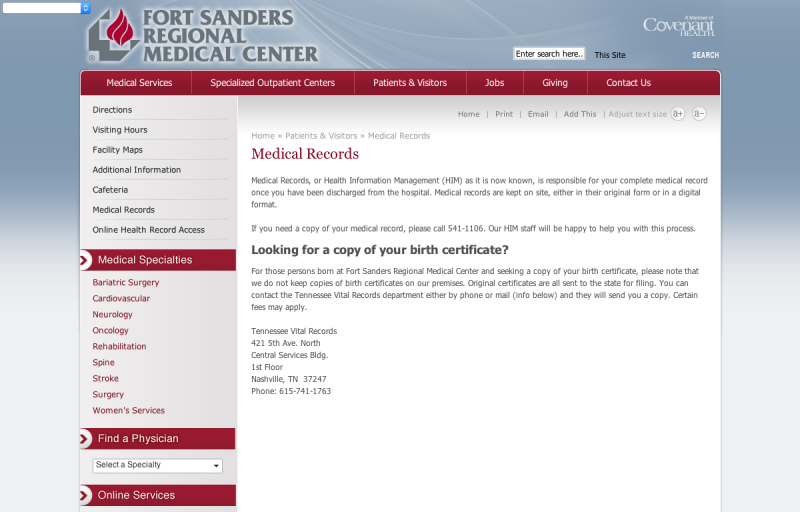 FORT SANDERS
REGIONAL
MEDICAL CENTER
A Member of
Covenant
HEALTH.
Enter search here..
This Site
SEARCH
Medical Services
Specialized Outpatient Centers
Patients & Visitors
Jobs
Giving
Contact Us
Directions
Visiting Hours
Facility Maps
Additional Information
Cafeteria
Medical Records
Online Health Record Access
Medical Specialties
Bariatric Surgery
Cardiovascular
Neurology
Oncology
Rehabilitation
Spine
Stroke
Surgery
Women's Services
Find a Physician
Select a Specialty
Online Services
Home | Print | Email | Add This | Adjust text size a+ a-
Home » Patients & Visitors » Medical Records
Medical Records
Medical Records, or Health Information Management (HIM) as it is now known, is responsible for your complete medical record
once you have been discharged from the hospital. Medical records are kept on site, either in their original form or in a digital
format.
If you need a copy of your medical record, please call 541-1106. Our HIM staff will be happy to help you with this process.
Looking for a copy of your birth certificate?
For those persons born at Fort Sanders Regional Medical Center and seeking a copy of your birth certificate, please note that
we do not keep copies of birth certificates on our premises. Original certificates are all sent to the state for filing. You can
contact the Tennessee Vital Records department either by phone or mail (info below) and they will send you a copy. Certain
fees may apply.
Tennessee Vital Records
421 5th Ave. North
Central Services Bldg.
1st Floor
Nashville, TN  37247
Phone: 615-741-1763